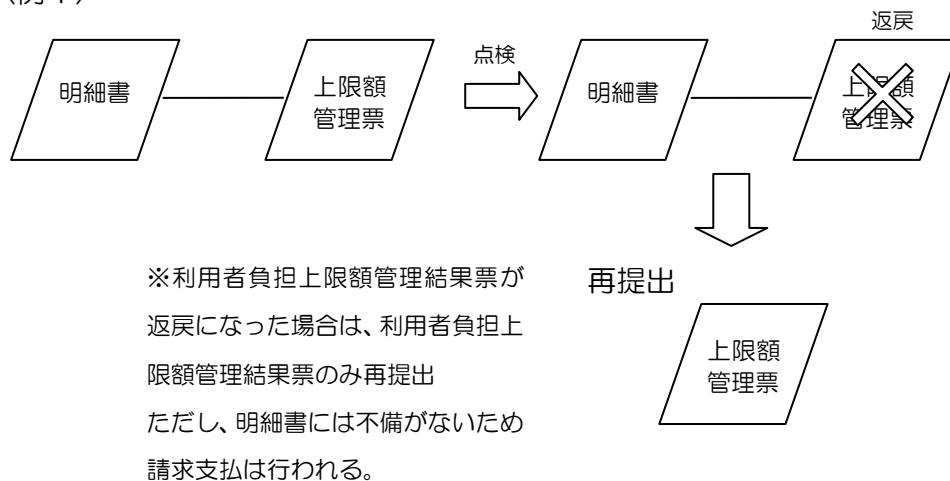 返戻
明細書
上限額
管理票
点検
明細書
上限額
管理票
※利用者負担上限額管理結果票が
返戻になった場合は、利用者負担上
限額管理結果票のみ再提出
ただし、明細書には不備がないため
請求支払は行われる。
再提出
上限額
管理票